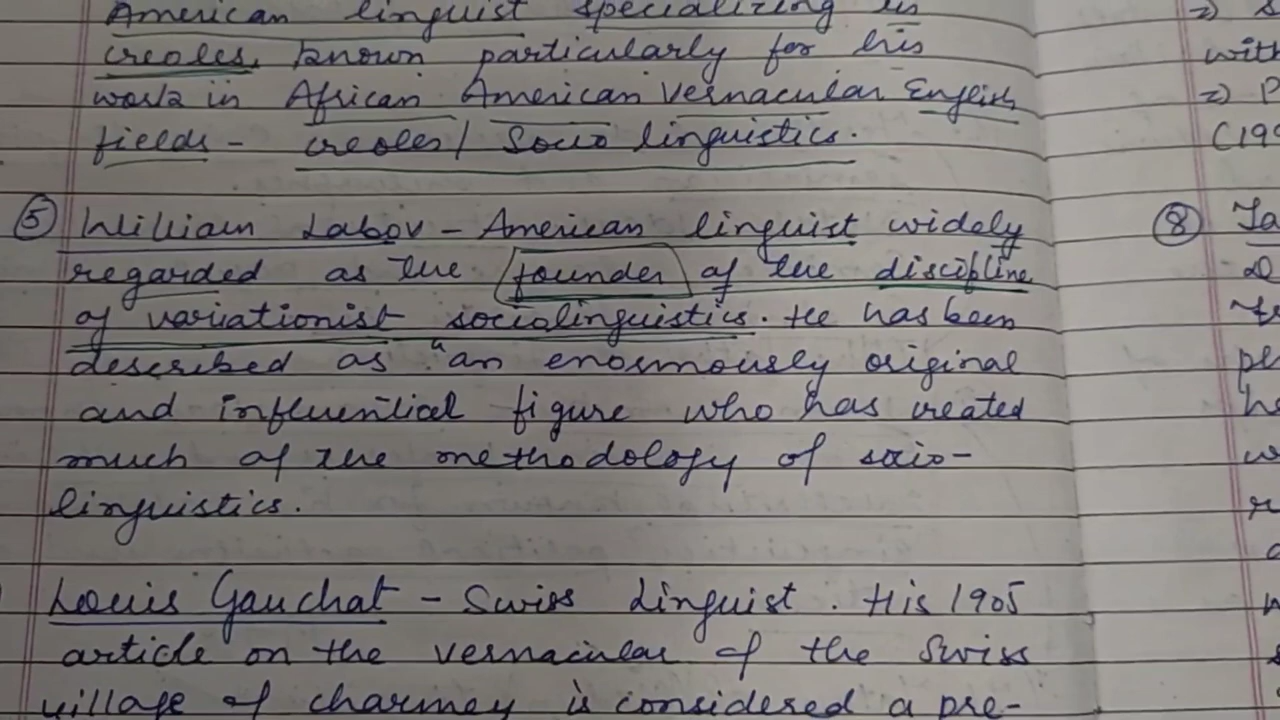 American linguist specializing in
creoles, known particularly for his
work in African American Vernacular English
fields - creoles/ Socio linguistics.
5 William Labov - American linguist widely
regarded as the founder of the discipline
of variationist sociolinguistics. He has been
described as "an enormously original
and influential figure who has created
much of the methodology of socio-
linguistics.
Louis Gauchat - Swiss Linguist. His 1905
article on the vernacular of the Swiss
village of charmey is considered a pre-
with
P
(19
8